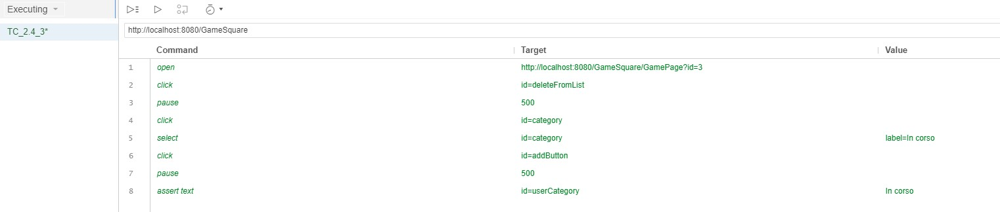 Executing
TC_2.4_3*
http://localhost:8080/GameSquare
Command Target Value
1 open http://localhost:8080/GameSquare/GamePage?id=3
2 click id=deleteFromList
3 pause 500
4 click id=category
5 select id=category label=In corso
6 click id=addButton
7 pause 500
8 assert text id=userCategory In corso